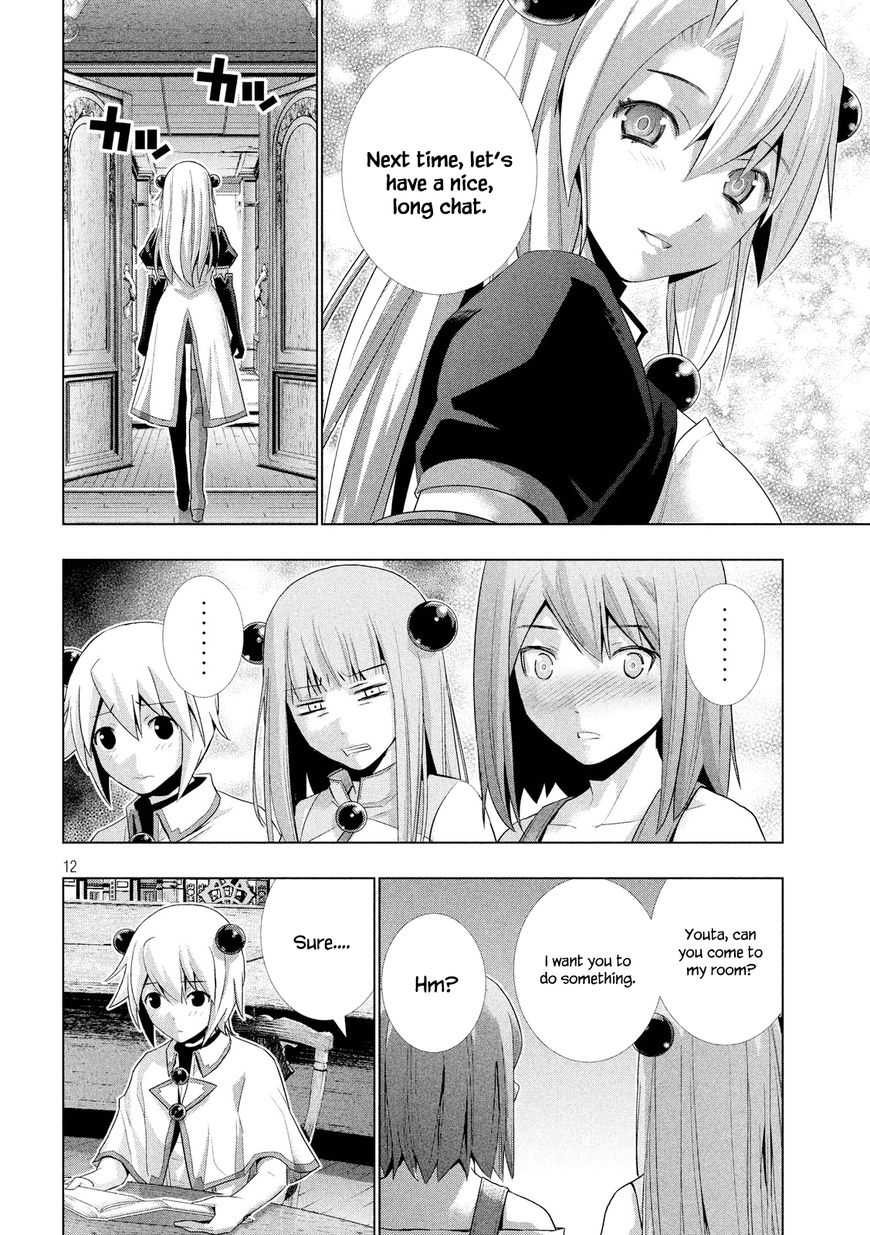 Next time, let's
have a nice,
long chat.
カッ
カッ
・・・・・・
・・・・・・
12
Youta, can
you come to
my room?
I want you to
do something.
Hm?
Sure....